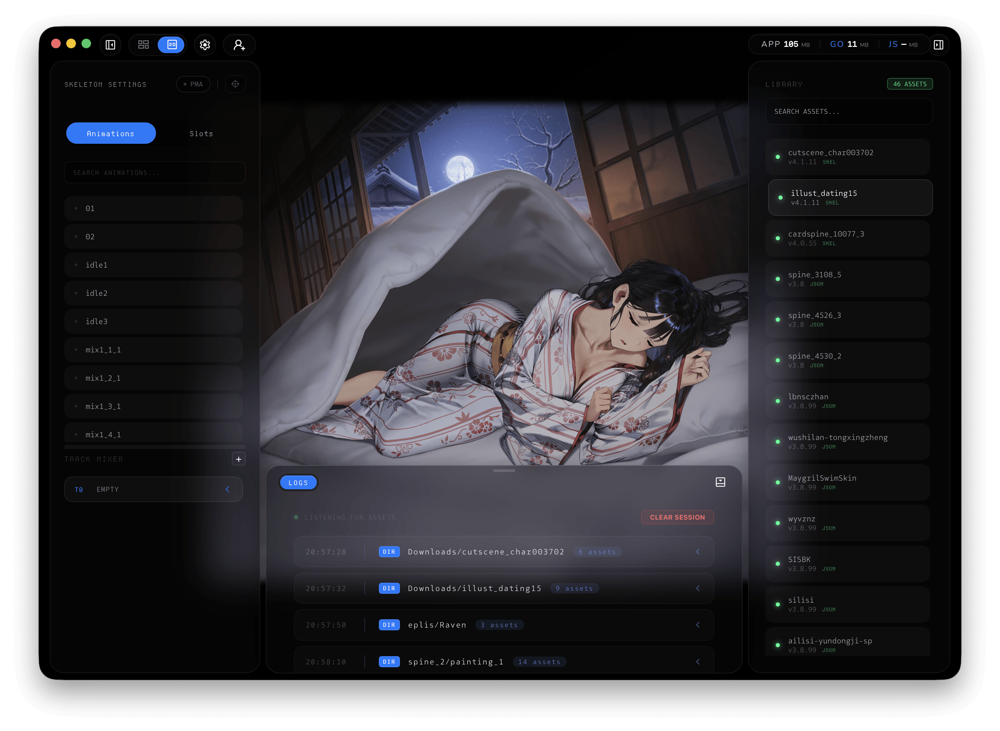 APP 105 MB GO 11 MB JS – MB
SKELETON SETTINGS
PMA
Animations
Slots
SEARCH ANIMATIONS...
01
02
idle1
idle2
idle3
mix1_1_1
mix1_2_1
mix1_3_1
mix1_4_1
TRACK MIXER
+
T0 EMPTY
LOGS
LISTENING_FOR_ASSETS
CLEAR SESSION
20:57:28 DIR Downloads/cutscene_char003702 6 assets
20:57:32 DIR Downloads/illust_dating15 9 assets
20:57:50 DIR eplis/Raven 3 assets
20:58:10 DIR spine_2/painting_1 14 assets
LIBRARY
46 ASSETS
SEARCH ASSETS...
cutscene_char003702
v4.1.11 SKEL
illust_dating15
v4.1.11 SKEL
cardspine_10077_3
v4.0.55 SKEL
spine_3108_5
v3.8 JSON
spine_4526_3
v3.8 JSON
spine_4530_2
v3.8 JSON
lbnsczhan
v3.8.99 JSON
wushilan-tongxingzheng
v3.8.99 JSON
MaygrilSwimSkin
v3.8.99 JSON
wyvznz
v3.8.99 JSON
SISBK
v3.8.99 JSON
silisi
v3.8.99 JSON
ailisi-yundongji-sp
v3.8.99 JSON